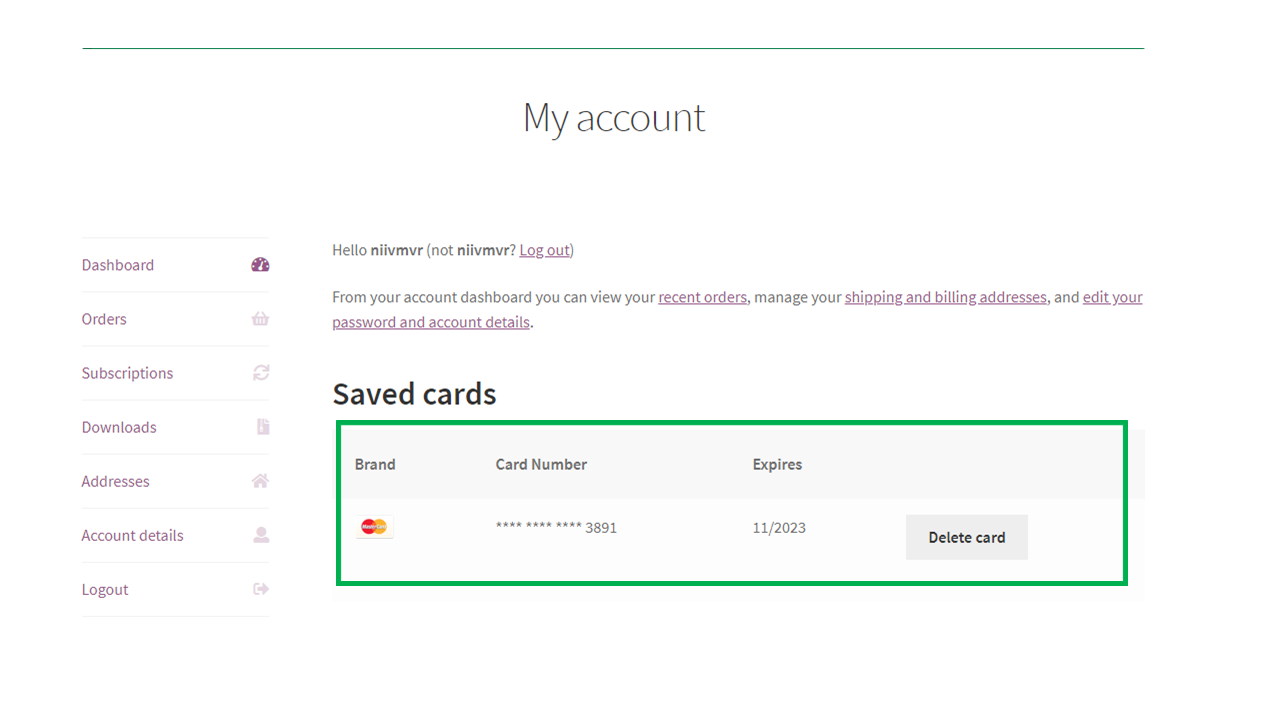 My account
Dashboard
Orders
Subscriptions
Downloads
Addresses
Account details
Logout
Hello niivmvr (not niivmvr? Log out)
From your account dashboard you can view your recent orders, manage your shipping and billing addresses, and edit your
password and account details.
Saved cards
Brand Card Number Expires
MasterCard **** **** **** 3891 11/2023 Delete card